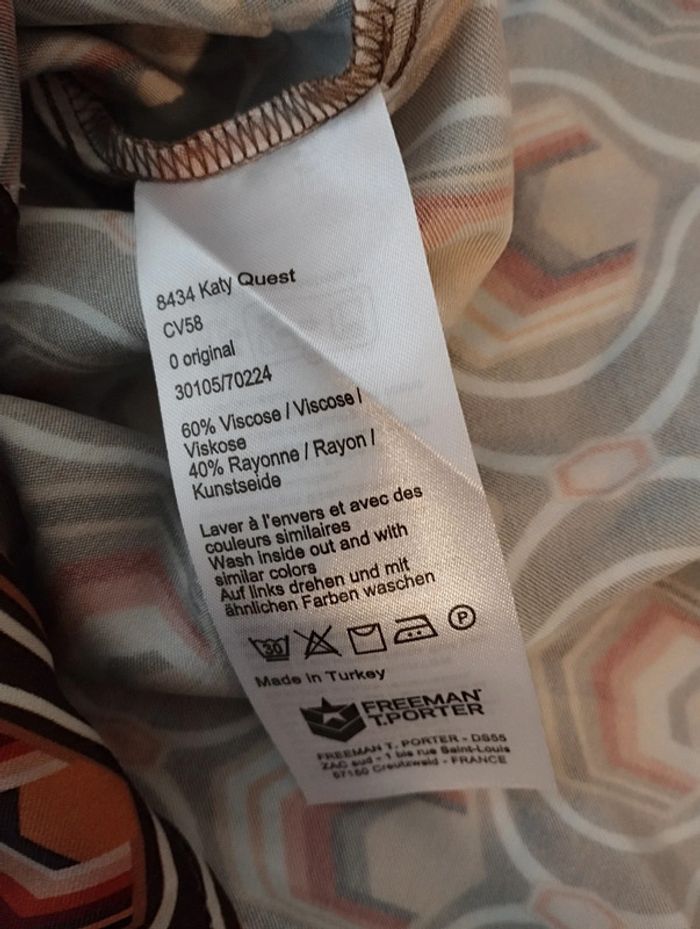 8434 Katy Quest
CV58
0 original
30105/70224
60% Viscose / Viscose /
Viskose
40% Rayonne / Rayon /
Kunstseide
Laver à l'envers et avec des
couleurs similaires
Wash inside out and with
similar colors
Auf links drehen und mit
ähnlichen Farben waschen
30 P
Made in Turkey
FREEMAN
T.PORTER
FREEMAN T. PORTER - DS55
ZAC sud - 1 bis rue Saint-Louis
57150 Creutzwald - FRANCE